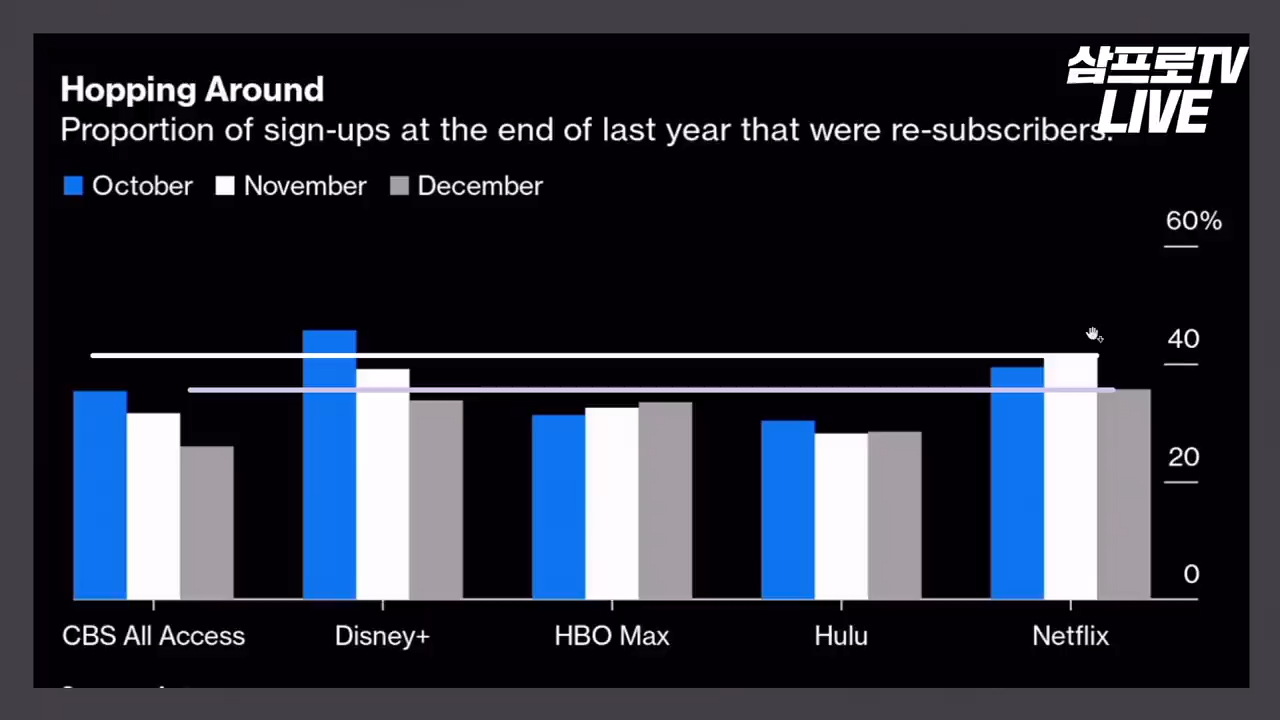 삼프로TV
LIVE
Hopping Around
Proportion of sign-ups at the end of last year that were re-subscribers.
October November December
60%
40
20
0
CBS All Access Disney+ HBO Max Hulu Netflix